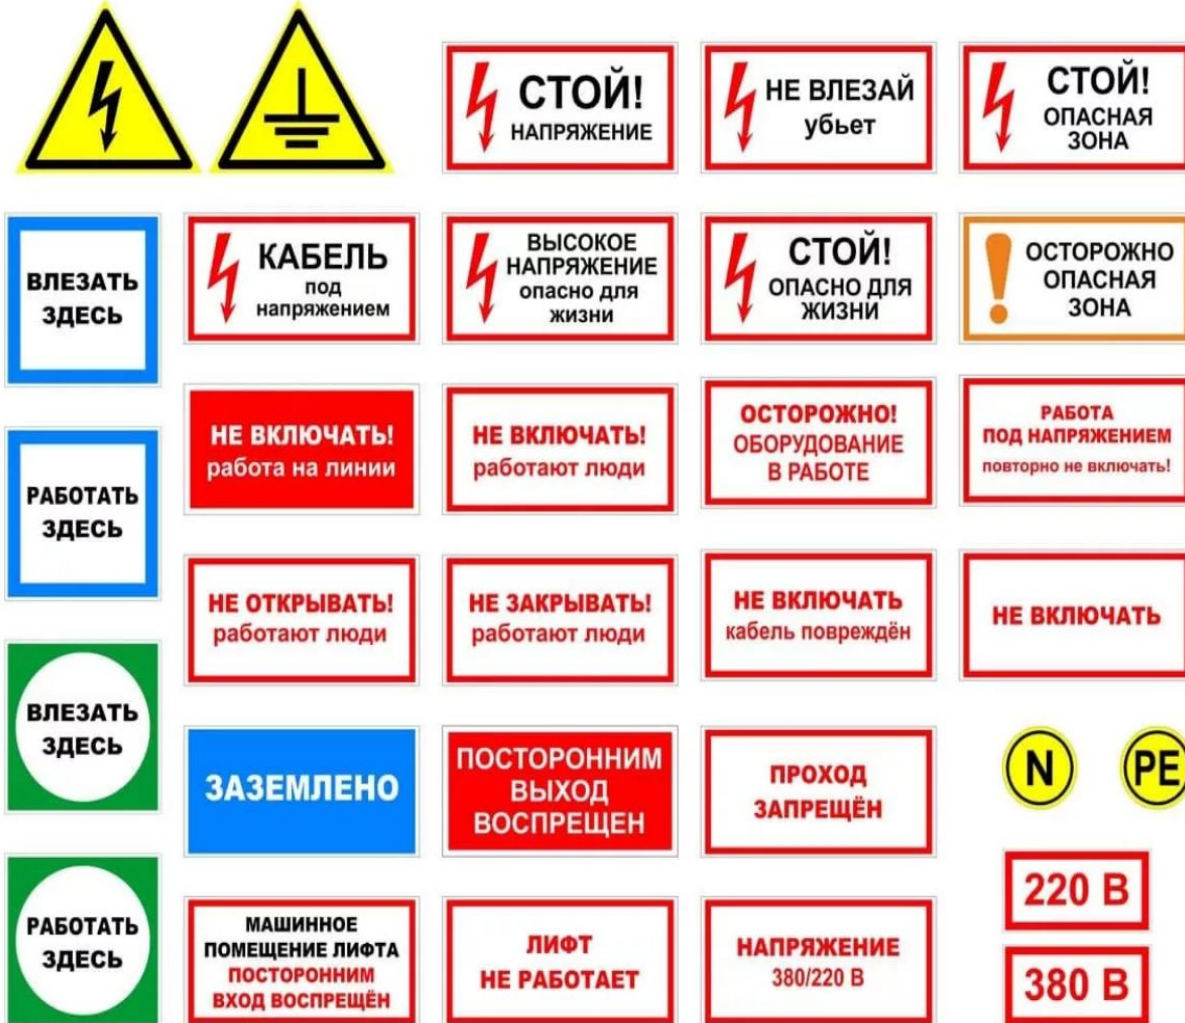 СТОЙ!
НАПРЯЖЕНИЕ
НЕ ВЛЕЗАЙ
убьет
СТОЙ!
ОПАСНАЯ
ЗОНА
ВЛЕЗАТЬ
ЗДЕСЬ
КАБЕЛЬ
под
напряжением
ВЫСОКОЕ
НАПРЯЖЕНИЕ
опасно для
жизни
СТОЙ!
ОПАСНО ДЛЯ
ЖИЗНИ
ОСТОРОЖНО
ОПАСНАЯ
ЗОНА
РАБОТАТЬ
ЗДЕСЬ
НЕ ВКЛЮЧАТЬ!
работа на линии
НЕ ВКЛЮЧАТЬ!
работают люди
ОСТОРОЖНО!
ОБОРУДОВАНИЕ
В РАБОТЕ
РАБОТА
ПОД НАПРЯЖЕНИЕМ
повторно не включать!
НЕ ОТКРЫВАТЬ!
работают люди
НЕ ЗАКРЫВАТЬ!
работают люди
НЕ ВКЛЮЧАТЬ
кабель повреждён
НЕ ВКЛЮЧАТЬ
ВЛЕЗАТЬ
ЗДЕСЬ
ЗАЗЕМЛЕНО
ПОСТОРОННИМ
ВЫХОД
ВОСПРЕЩЕН
ПРОХОД
ЗАПРЕЩЁН
N
PE
220 В
РАБОТАТЬ
ЗДЕСЬ
МАШИННОЕ
ПОМЕЩЕНИЕ ЛИФТА
ПОСТОРОННИМ
ВХОД ВОСПРЕЩЁН
ЛИФТ
НЕ РАБОТАЕТ
НАПРЯЖЕНИЕ
380/220 В
380 В